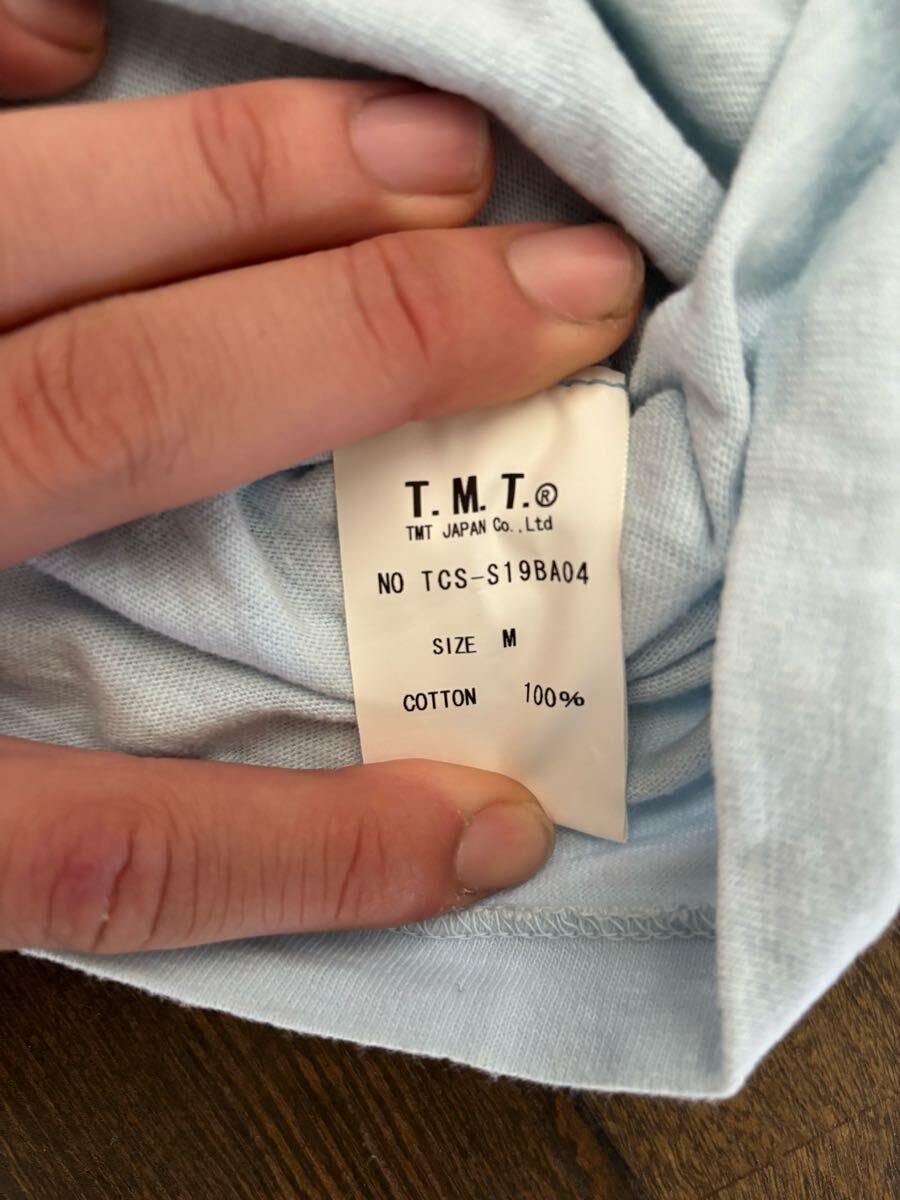 T.M.T.®
TMT JAPAN Co.,Ltd
NO TCS-S19BA04
SIZE M
COTTON 100%